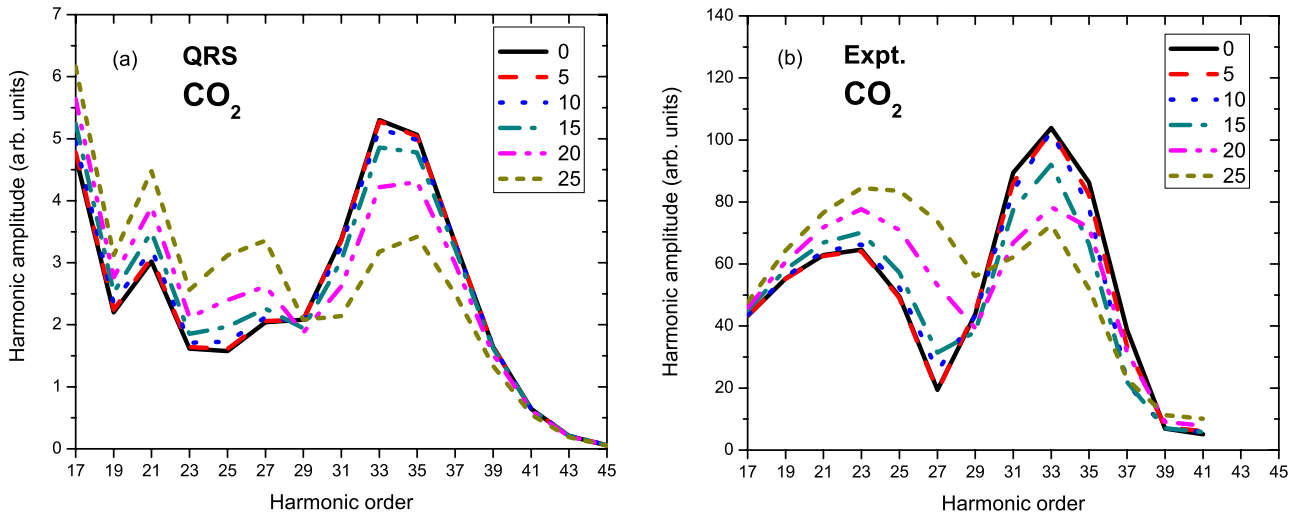 (a) QRS
CO2
0
5
10
15
20
25
Harmonic amplitude (arb. units)
7
6
5
4
3
2
1
0
17 19 21 23 25 27 29 31 33 35 37 39 41 43 45
Harmonic order
(b) Expt.
CO2
0
5
10
15
20
25
Harmonic amplitude (arb. units)
140
120
100
80
60
40
20
0
17 19 21 23 25 27 29 31 33 35 37 39 41 43 45
Harmonic order